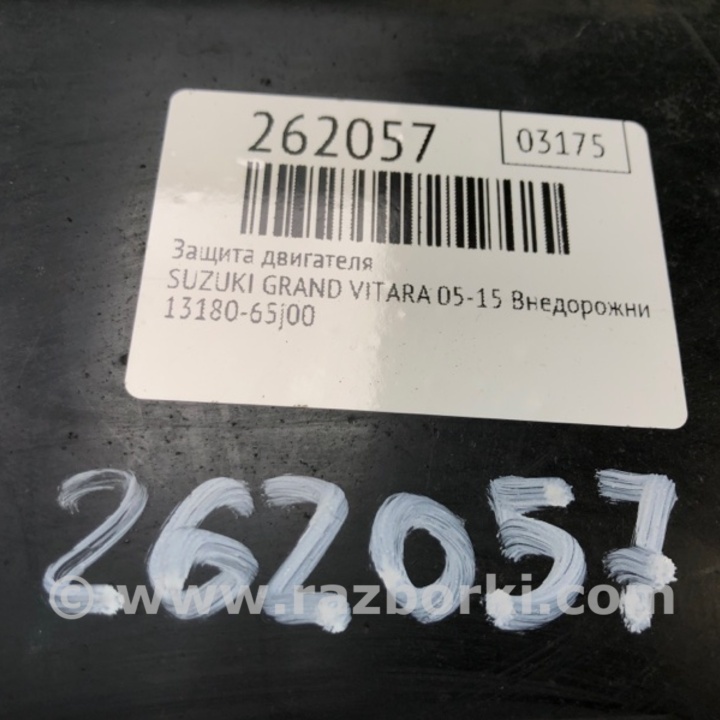 262057
03175
Защита двигателя
SUZUKI GRAND VITARA 05-15 Внедорожни
13180-65j00
262057
© www.razborki.com